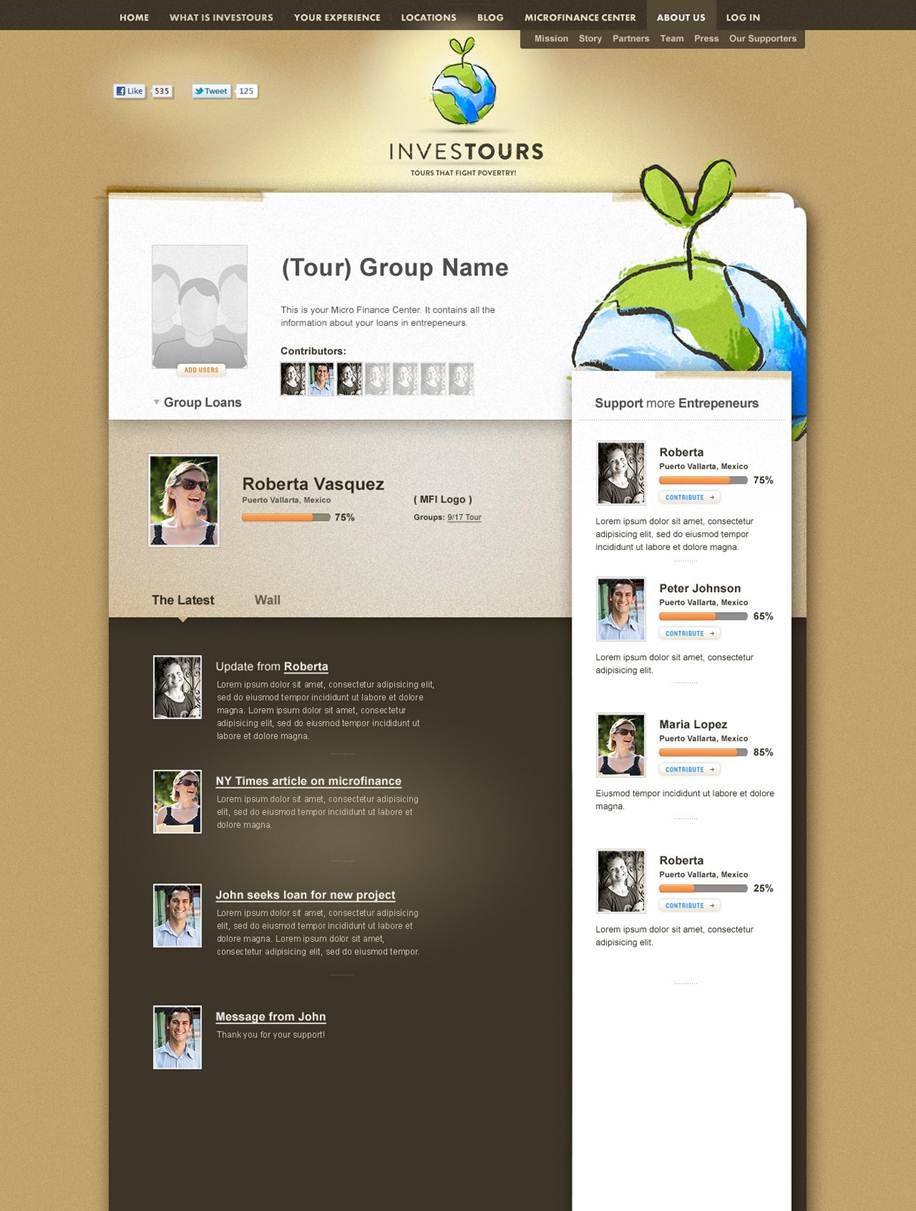 HOME WHAT IS INVESTOURS YOUR EXPERIENCE LOCATIONS BLOG MICROFINANCE CENTER ABOUT US LOG IN
Mission Story Partners Team Press Our Supporters
Like 535 Tweet 125
INVESTOURS
TOURS THAT FIGHT POVERTRY!
(Tour) Group Name
This is your Micro Finance Center. It contains all the
information about your loans in entrepeneurs.
Contributors:
ADD USERS
Group Loans
Roberta Vasquez
Puerto Vallarta, Mexico
75%
( MFI Logo )
Groups: 9/17 Tour
The Latest Wall
Update from Roberta
Lorem ipsum dolor sit amet, consectetur adipisicing elit,
sed do eiusmod tempor incididunt ut labore et dolore
magna. Lorem ipsum dolor sit amet, consectetur
adipisicing elit, sed do eiusmod tempor incididunt ut
labore et dolore magna.
NY Times article on microfinance
Lorem ipsum dolor sit amet, consectetur adipisicing
elit, sed do eiusmod tempor incididunt ut labore et
dolore magna.
John seeks loan for new project
Lorem ipsum dolor sit amet, consectetur adipisicing
elit, sed do eiusmod tempor incididunt ut labore et
dolore magna. Lorem ipsum dolor sit amet,
consectetur adipisicing elit, sed do eiusmod tempor.
Message from John
Thank you for your support!
Support more Entrepeneurs
Roberta
Puerto Vallarta, Mexico
75%
CONTRIBUTE →
Lorem ipsum dolor sit amet, consectetur
adipisicing elit, sed do eiusmod tempor
incididunt ut labore et dolore magna.
Peter Johnson
Puerto Vallarta, Mexico
65%
CONTRIBUTE →
Lorem ipsum dolor sit amet, consectetur
adipisicing elit.
Maria Lopez
Puerto Vallarta, Mexico
85%
CONTRIBUTE →
Eiusmod tempor incididunt ut labore et dolore
magna.
Roberta
Puerto Vallarta, Mexico
25%
CONTRIBUTE →
Lorem ipsum dolor sit amet, consectetur
adipisicing elit.